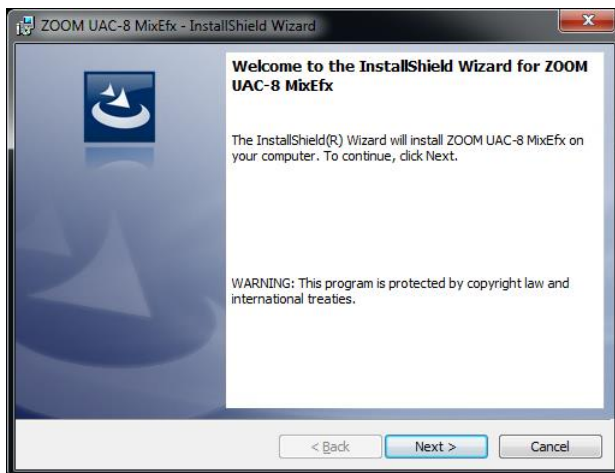 ZOOM UAC-8 MixEfx - InstallShield Wizard
Welcome to the InstallShield Wizard for ZOOM
UAC-8 MixEfx
The InstallShield(R) Wizard will install ZOOM UAC-8 MixEfx on
your computer. To continue, click Next.
WARNING: This program is protected by copyright law and
international treaties.
< Back
Next >
Cancel